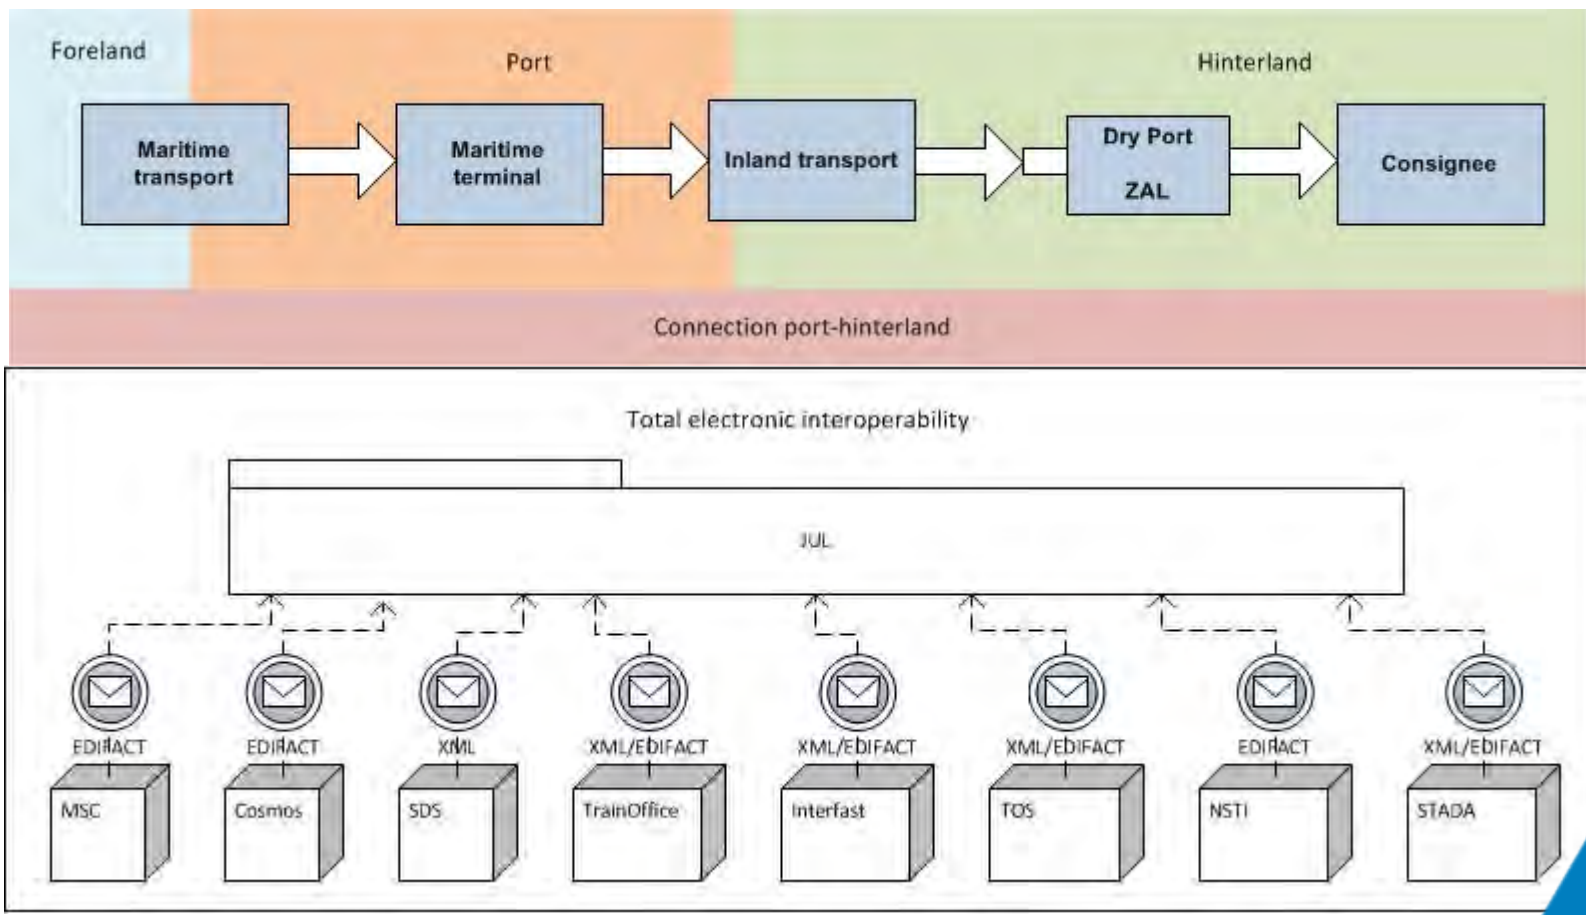 Foreland
Port
Hinterland
Maritime
transport
Maritime
terminal
Inland transport
Dry Port
ZAL
Consignee
Connection port-hinterland
Total electronic interoperability
JUL
EDIFACT
EDIFACT
XML
XML/EDIFACT
XML/EDIFACT
XML/EDIFACT
EDIFACT
XML/EDIFACT
MSC
Cosmos
SDS
TrainOffice
Interfast
TOS
NSTI
STADA